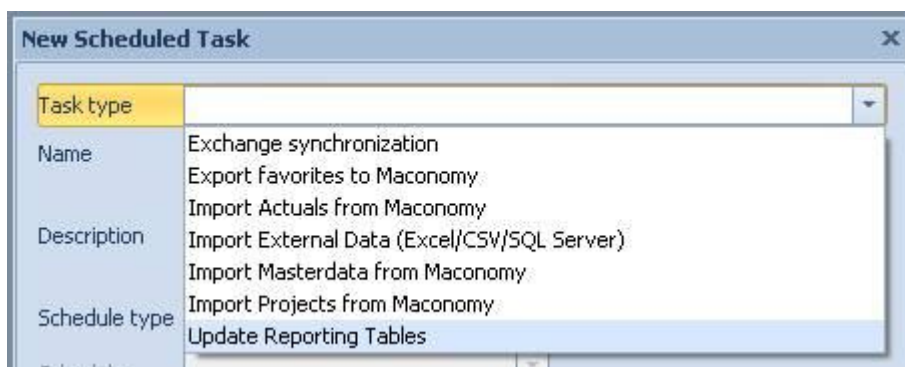 New Scheduled Task
Task type
Name
Description
Schedule type
Exchange synchronization
Export favorites to Maconomy
Import Actuals from Maconomy
Import External Data (Excel/CSV/SQL Server)
Import Masterdata from Maconomy
Import Projects from Maconomy
Update Reporting Tables